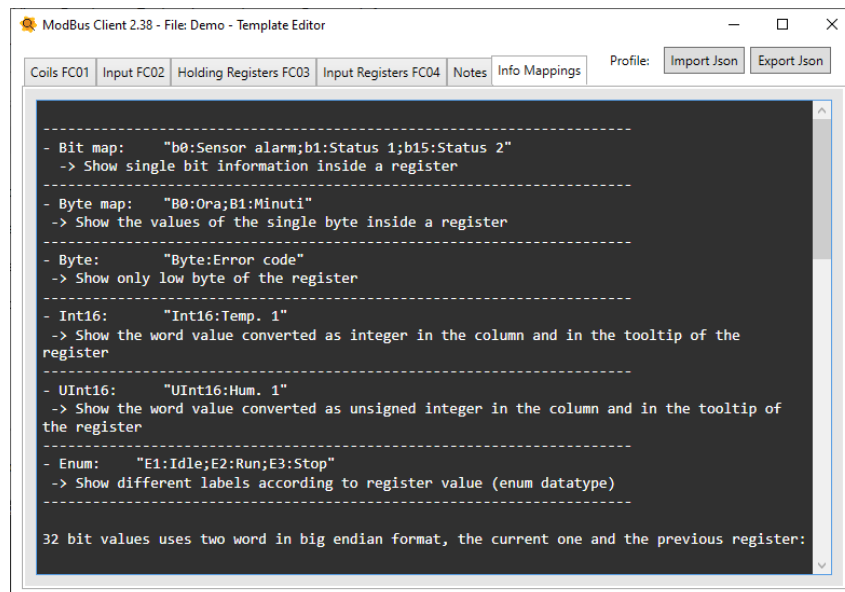 ModBus Client 2.38 - File: Demo - Template Editor
Coils FC01 Input FC02 Holding Registers FC03 Input Registers FC04 Notes Info Mappings Profile: Import Json Export Json
---------------------------------------------------------------------
- Bit map:     "b0:Sensor alarm;b1:Status 1;b15:Status 2"
-> Show single bit information inside a register
---------------------------------------------------------------------
- Byte map:    "B0:Ora;B1:Minuti"
-> Show the values of the single byte inside a register
---------------------------------------------------------------------
- Byte:        "Byte:Error code"
-> Show only low byte of the register
---------------------------------------------------------------------
- Int16:       "Int16:Temp. 1"
-> Show the word value converted as integer in the column and in the tooltip of the
register
---------------------------------------------------------------------
- UInt16:      "UInt16:Hum. 1"
-> Show the word value converted as unsigned integer in the column and in the tooltip of
the register
---------------------------------------------------------------------
- Enum:    "E1:Idle;E2:Run;E3:Stop"
-> Show different labels according to register value (enum datatype)
---------------------------------------------------------------------
32 bit values uses two word in big endian format, the current one and the previous register: